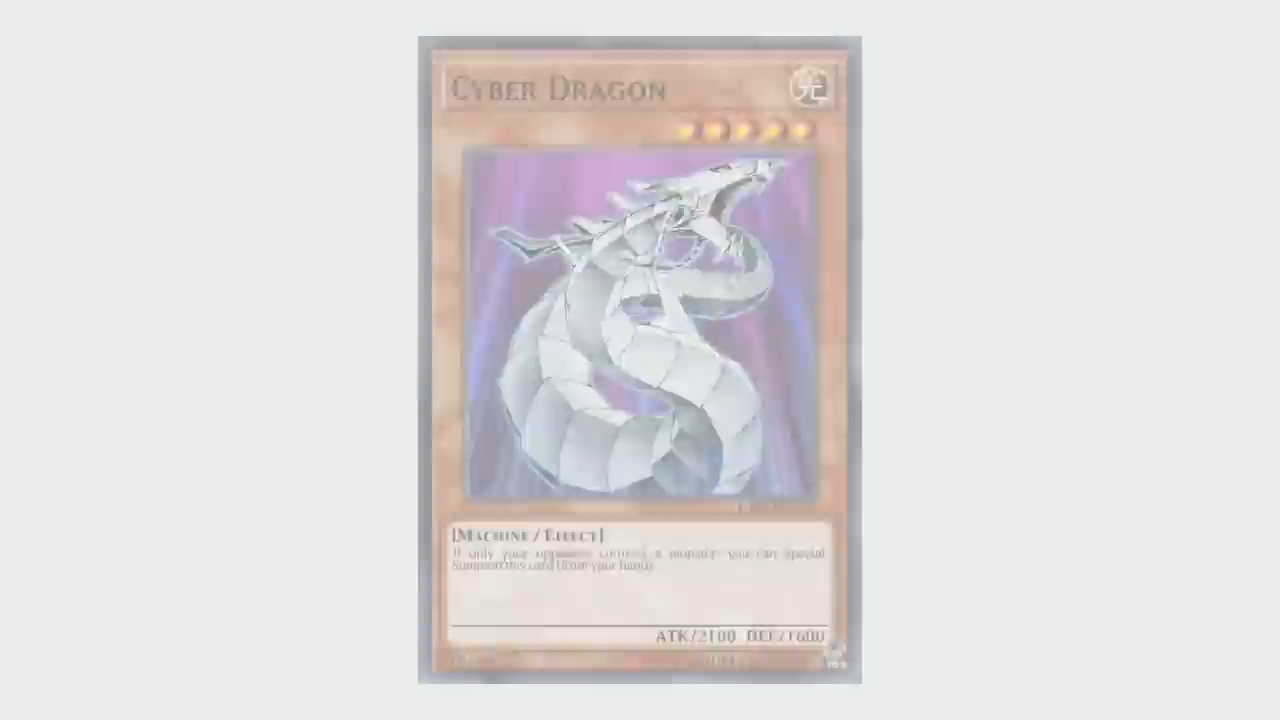 CYBER DRAGON
光
[MACHINE / EFFECT]
If only your opponent controls a monster, you can Special
Summon this card (from your hand).
ATK/2100 DEF/1600